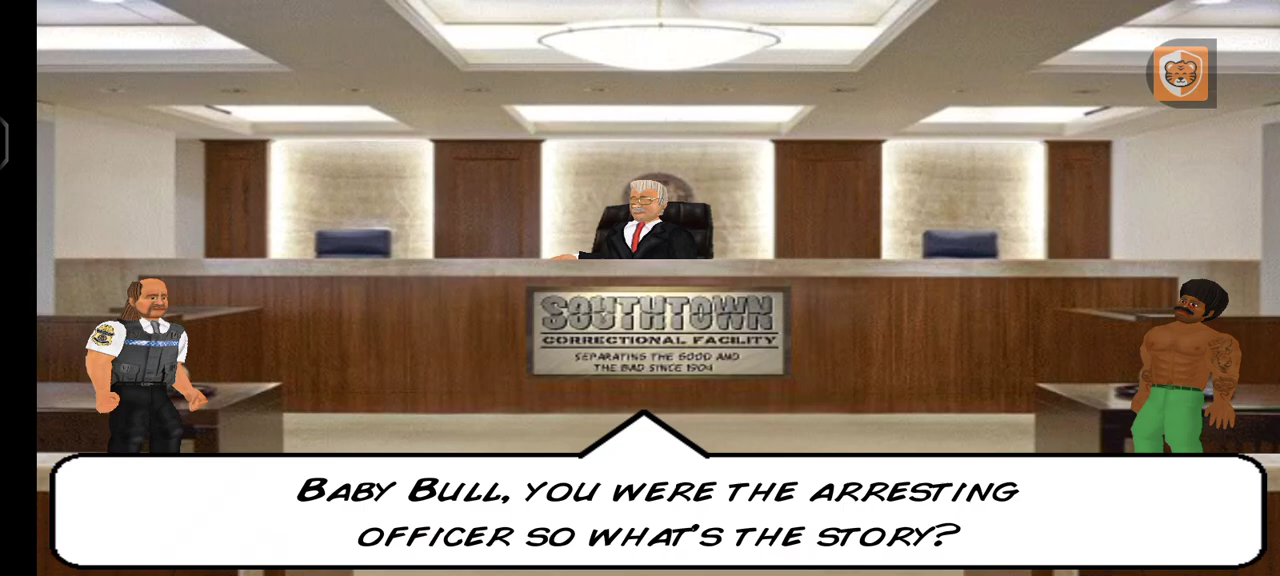 SOUTHTOWN
CORRECTIONAL FACILITY
SEPARATING THE GOOD AND
THE BAD SINCE 1904
BABY BULL, YOU WERE THE ARRESTING
OFFICER SO WHAT'S THE STORY?